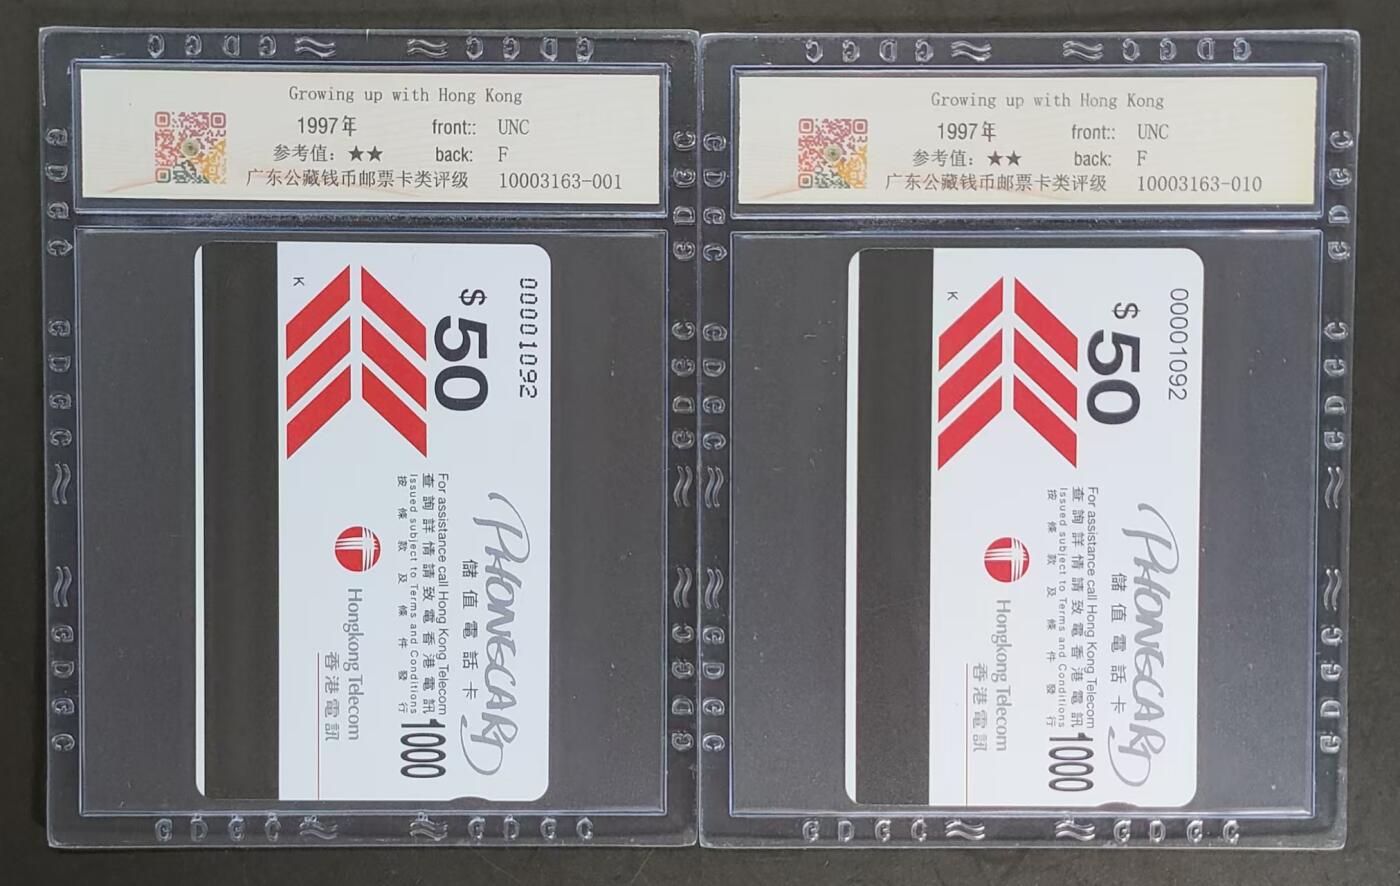 Growing up with Hong Kong
1997年 front:: UNC
参考值：★★ back: F
广东公藏钱币邮票卡类评级 10003163-001
00001092
$50
K
PHONECARD
儲值電話卡
For assistance call Hong Kong Telecom
查詢詳情請致電香港電訊
Issued subject to Terms and Conditions
按條款及條件發行
1000
Hongkong Telecom
香港電訊
Growing up with Hong Kong
1997年 front:: UNC
参考值：★★ back: F
广东公藏钱币邮票卡类评级 10003163-010
00001092
$50
K
PHONECARD
儲值電話卡
For assistance call Hong Kong Telecom
查詢詳情請致電香港電訊
Issued subject to Terms and Conditions
按條款及條件發行
1000
Hongkong Telecom
香港電訊